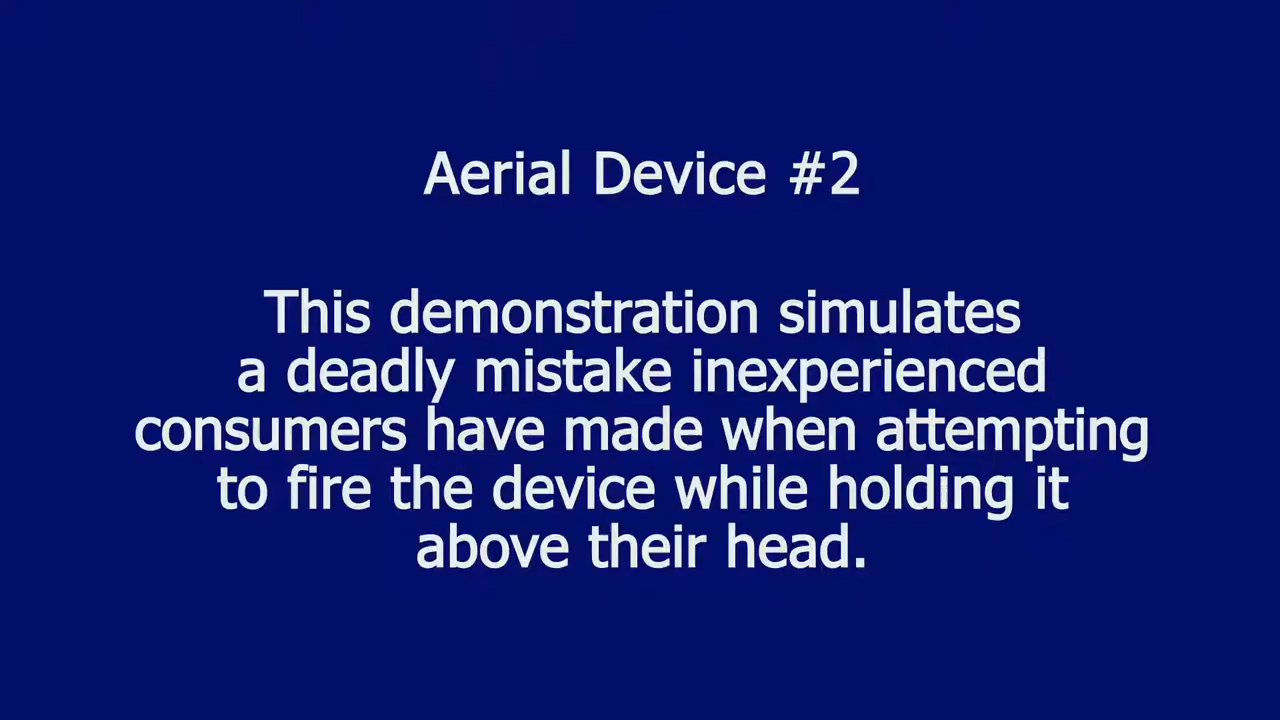 Aerial Device #2
This demonstration simulates
a deadly mistake inexperienced
consumers have made when attempting
to fire the device while holding it
above their head.